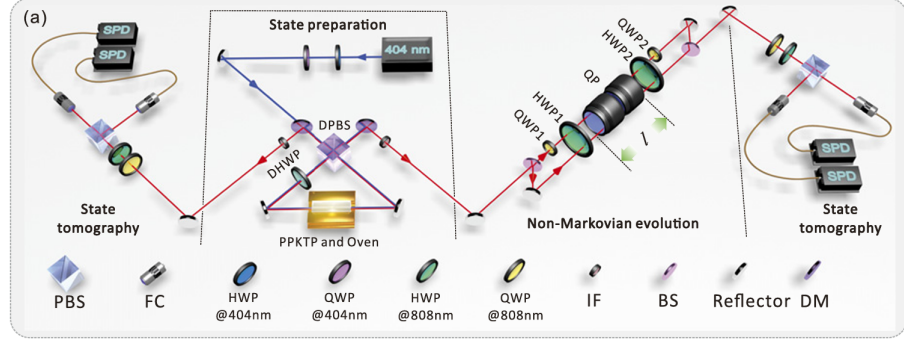 (a)
SPD
SPD
State preparation
404 nm
DPBS
DHWP
PPKTP and Oven
State
tomography
QWP2
HWP2
QP
HWP1
QWP1
l
Non-Markovian evolution
SPD
SPD
State
tomography
PBS
FC
HWP
@404nm
QWP
@404nm
HWP
@808nm
QWP
@808nm
IF
BS
Reflector
DM